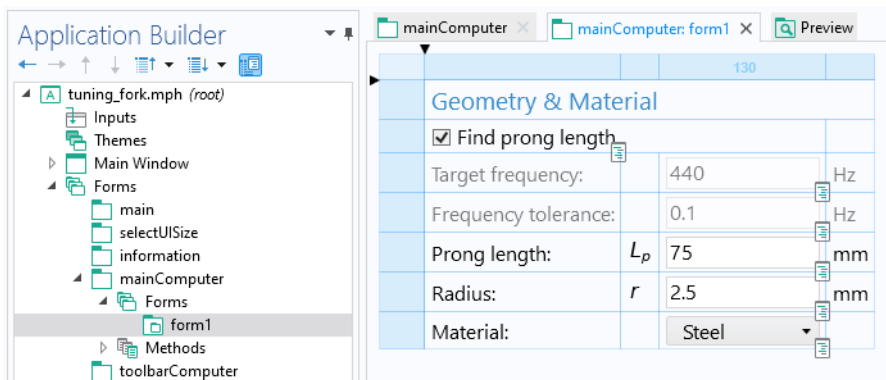 Application Builder
tuning_fork.mph (root)
Inputs
Themes
Main Window
Forms
main
selectUISize
information
mainComputer
Forms
form1
Methods
toolbarComputer
mainComputer
mainComputer: form1
Preview
130
Geometry & Material
Find prong length
Target frequency: 440 Hz
Frequency tolerance: 0.1 Hz
Prong length: Lp 75 mm
Radius: r 2.5 mm
Material: Steel